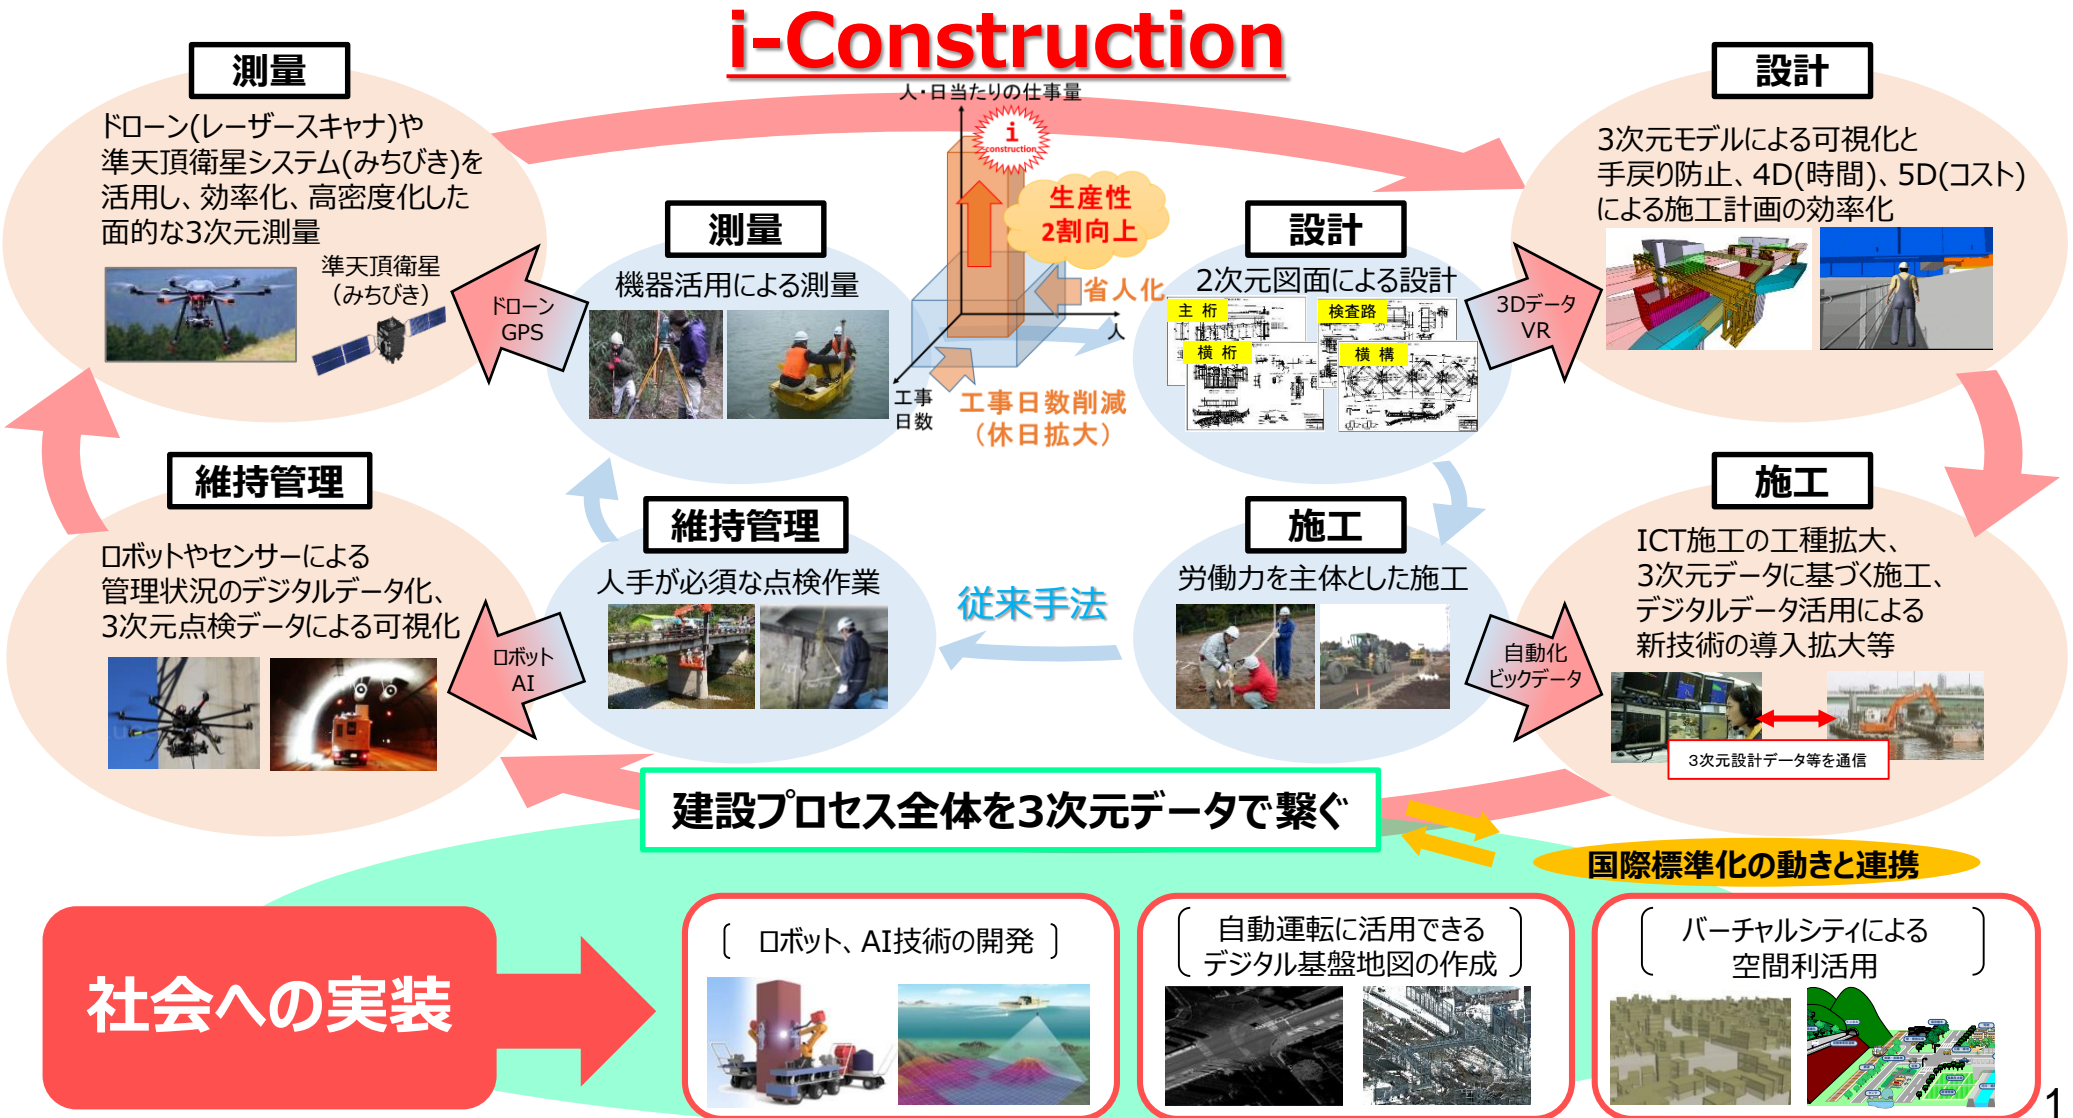 i-Construction
測量
ドローン(レーザースキャナ)や
準天頂衛星システム(みちびき)を
活用し、効率化、高密度化した
面的な3次元測量
準天頂衛星
（みちびき）
ドローン
GPS
測量
機器活用による測量
人・日当たりの仕事量
i
construction
生産性
2割向上
省人化
人
工事
日数
工事日数削減
（休日拡大）
設計
2次元図面による設計
主 桁
検査路
横 桁
横 構
3Dデータ
VR
設計
3次元モデルによる可視化と
手戻り防止、4D(時間)、5D(コスト)
による施工計画の効率化
維持管理
ロボットやセンサーによる
管理状況のデジタルデータ化、
3次元点検データによる可視化
ロボット
AI
維持管理
人手が必須な点検作業
従来手法
施工
労働力を主体とした施工
自動化
ビックデータ
施工
ICT施工の工種拡大、
3次元データに基づく施工、
デジタルデータ活用による
新技術の導入拡大等
3次元設計データ等を通信
建設プロセス全体を3次元データで繋ぐ
国際標準化の動きと連携
社会への実装
ロボット、AI技術の開発
自動運転に活用できる
デジタル基盤地図の作成
バーチャルシティによる
空間利活用
1